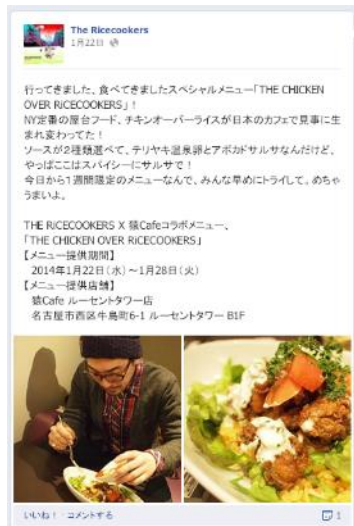 The Ricecookers
1月22日
行ってきました、食べてきましたスペシャルメニュー「THE CHICKEN
OVER RiCECOOKERS」！
NY定番の屋台フード、チキンオーバーライスが日本のカフェで見事に生
まれ変わってた！
ソースが2種類選べて、テリヤキ温泉卵とアボカドサルサなんだけど、
やっぱここはスパイシーにサルサで！
今日から1週間限定のメニューなんで、みんな早めにトライして。めちゃ
うまいよ。
THE RiCECOOKERS X 猿Cafeコラボメニュー、
「THE CHICKEN OVER RiCECOOKERS」
【メニュー提供期間】
2014年1月22日（水）～1月28日（火）
【メニュー提供店舗】
猿Cafe ルーセントタワー店
名古屋市西区牛島町6-1 ルーセントタワー B1F
いいね！ · コメントする
1